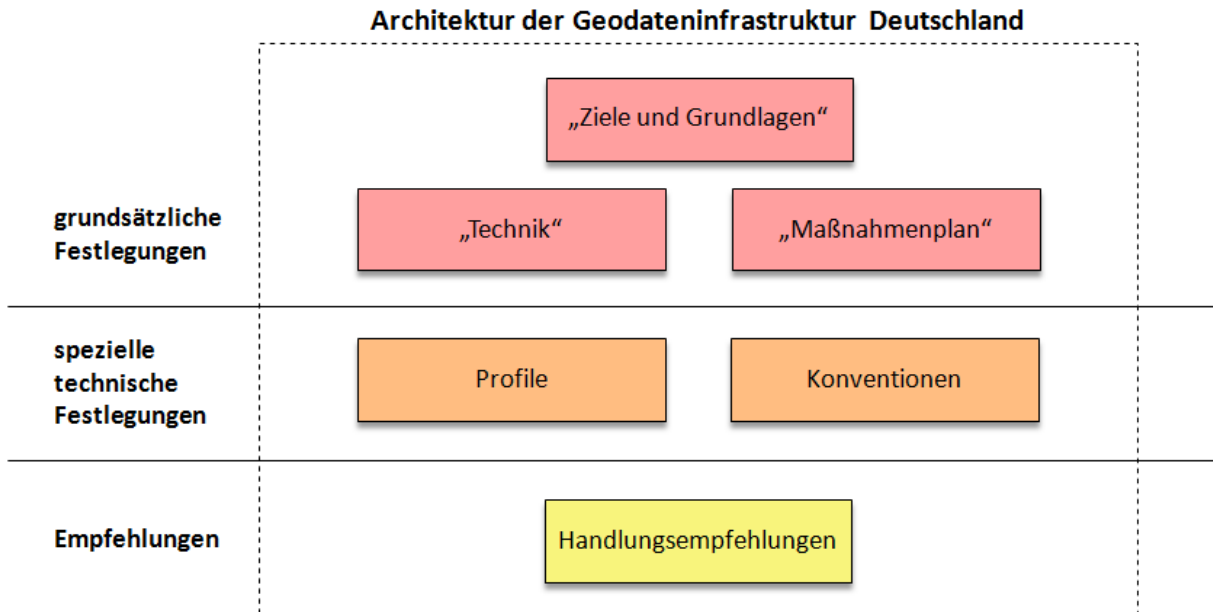 Architektur der Geodateninfrastruktur Deutschland
„Ziele und Grundlagen“
grundsätzliche
Festlegungen
„Technik“
„Maßnahmenplan“
spezielle
technische
Festlegungen
Profile
Konventionen
Empfehlungen
Handlungsempfehlungen